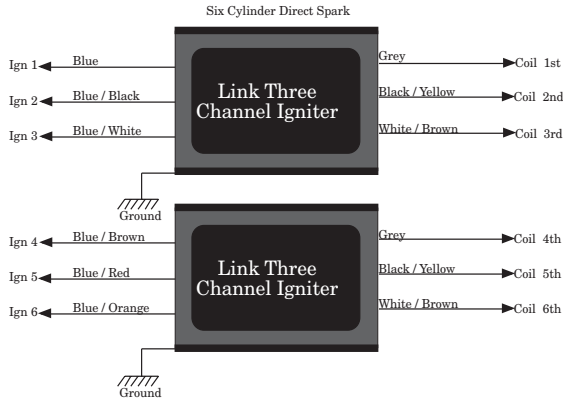 Six Cylinder Direct Spark
Ign 1
Blue
Grey
Coil 1st
Ign 2
Blue / Black
Link Three
Channel Igniter
Black / Yellow
Coil 2nd
Ign 3
Blue / White
White / Brown
Coil 3rd
Ground
Ign 4
Blue / Brown
Grey
Coil 4th
Ign 5
Blue / Red
Link Three
Channel Igniter
Black / Yellow
Coil 5th
Ign 6
Blue / Orange
White / Brown
Coil 6th
Ground